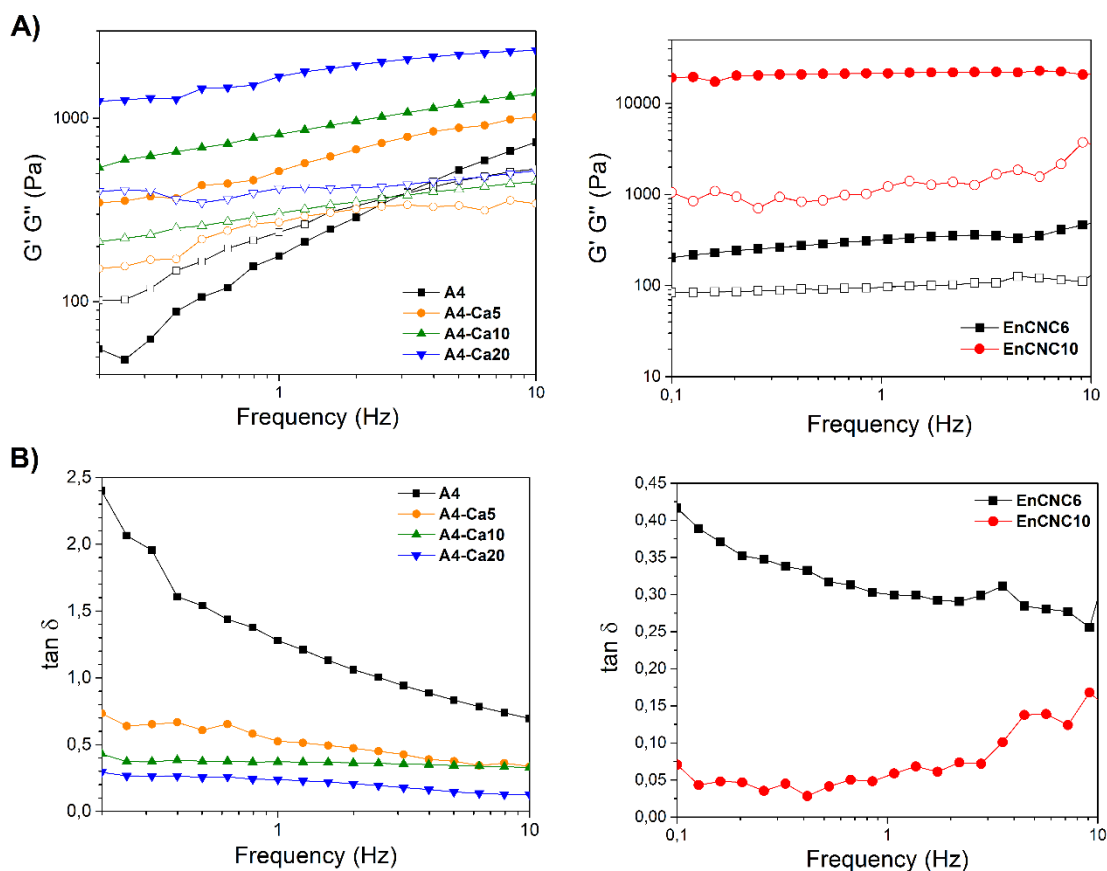 A)
G' G'' (Pa)
1000
100
1
10
Frequency (Hz)
A4
A4-Ca5
A4-Ca10
A4-Ca20
G' G'' (Pa)
10000
1000
100
10
0,1
1
10
Frequency (Hz)
EnCNC6
EnCNC10
B)
tan δ
2,5
2,0
1,5
1,0
0,5
0,0
1
10
Frequency (Hz)
A4
A4-Ca5
A4-Ca10
A4-Ca20
tan δ
0,45
0,40
0,35
0,30
0,25
0,20
0,15
0,10
0,05
0,00
0,1
1
10
Frequency (Hz)
EnCNC6
EnCNC10